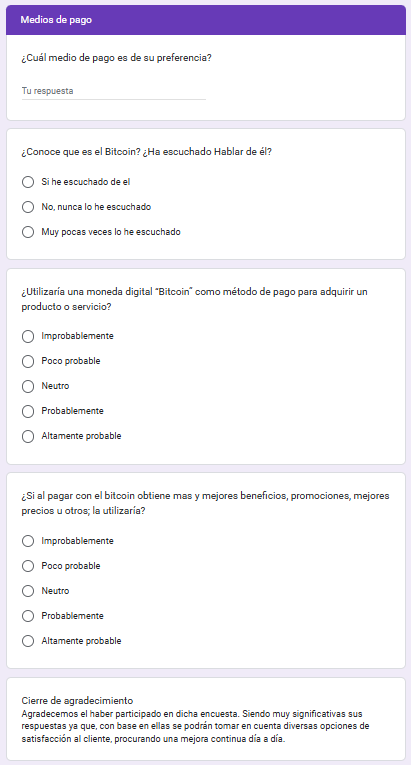 Medios de pago
¿Cuál medio de pago es de su preferencia?
Tu respuesta
¿Conoce que es el Bitcoin? ¿Ha escuchado Hablar de él?
Si he escuchado de el
No, nunca lo he escuchado
Muy pocas veces lo he escuchado
¿Utilizaría una moneda digital "Bitcoin" como método de pago para adquirir un
producto o servicio?
Improbablemente
Poco probable
Neutro
Probablemente
Altamente probable
¿Si al pagar con el bitcoin obtiene mas y mejores beneficios, promociones, mejores
precios u otros; la utilizaría?
Improbablemente
Poco probable
Neutro
Probablemente
Altamente probable
Cierre de agradecimiento
Agradecemos el haber participado en dicha encuesta. Siendo muy significativas sus
respuestas ya que, con base en ellas se podrán tomar en cuenta diversas opciones de
satisfacción al cliente, procurando una mejora continua día a día.